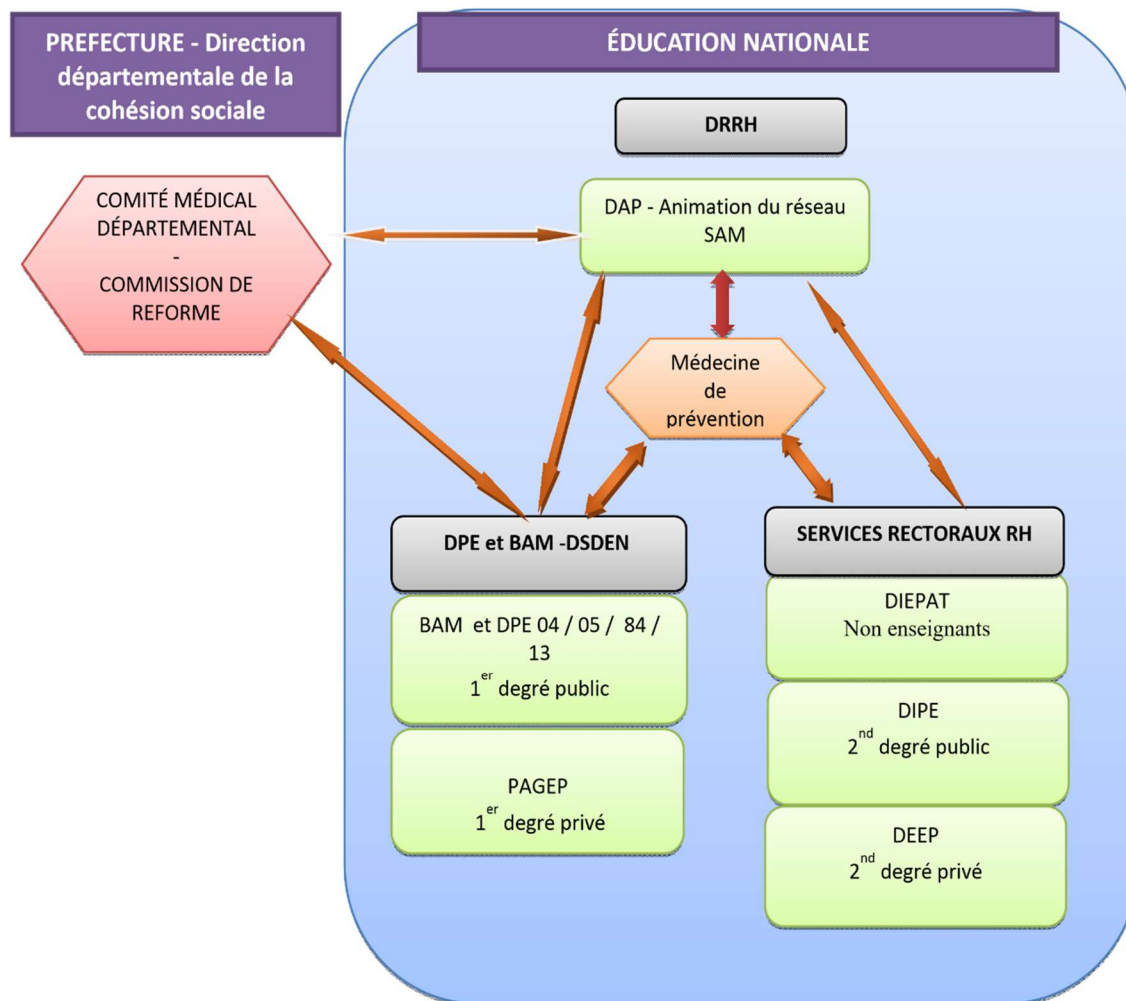 PREFECTURE - Direction
départementale de la
cohésion sociale
ÉDUCATION NATIONALE
DRRH
COMITÉ MÉDICAL
DÉPARTEMENTAL
-
COMMISSION DE
REFORME
DAP - Animation du réseau
SAM
Médecine
de
prévention
DPE et BAM -DSDEN
BAM et DPE 04 / 05 / 84 /
13
1er degré public
PAGEP
1er degré privé
SERVICES RECTORAUX RH
DIEPAT
Non enseignants
DIPE
2nd degré public
DEEP
2nd degré privé